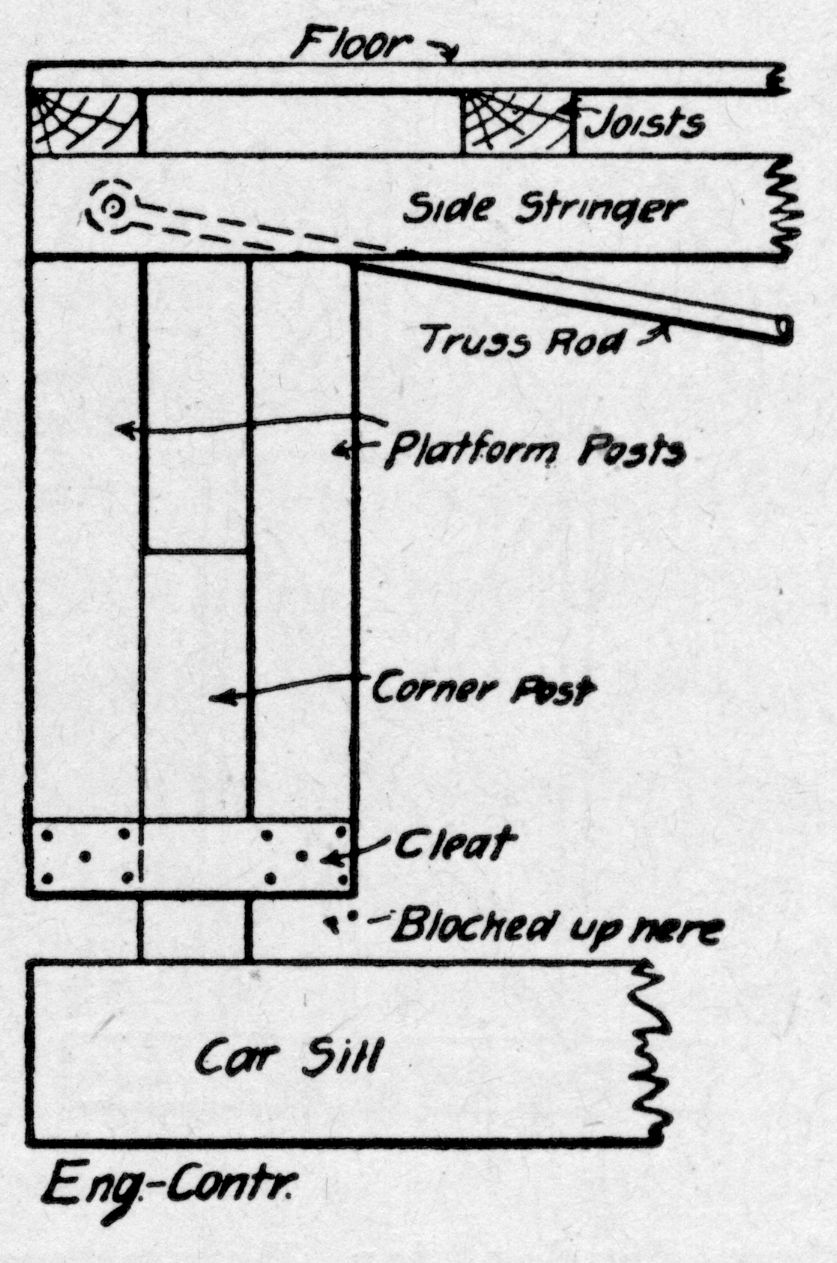 Floor
Joists
Side Stringer
Truss Rod
Platform Posts
Corner Post
Cleat
Blocked up here
Car Sill
Eng.-Contr.